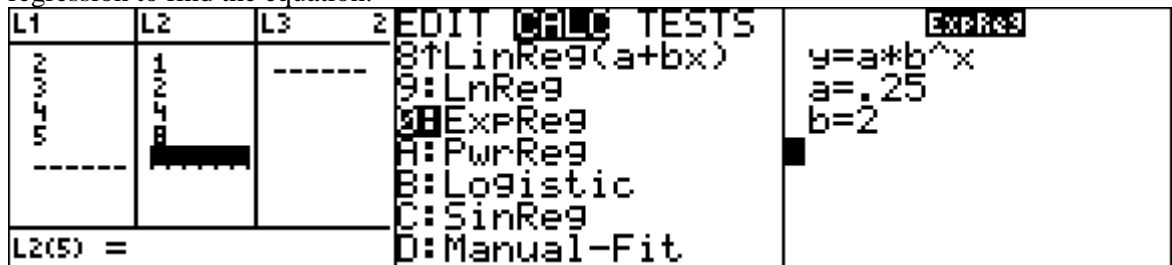 regression to find the equation.
L1 L2 L3 2
2 1 ------
3 2
4 4
5 8
------
L2(5) =
EDIT CALC TESTS
8↑LinReg(a+bx)
9:LnReg
0:ExpReg
A:PwrReg
B:Logistic
C:SinReg
D:Manual-Fit
ExpReg
y=a*b^x
a=.25
b=2